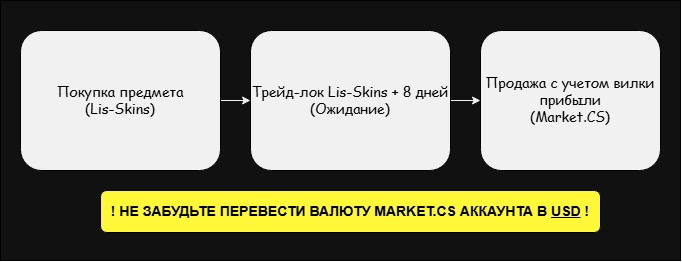 Покупка предмета
(Lis-Skins)
Трейд-лок Lis-Skins + 8 дней
(Ожидание)
Продажа с учетом вилки
прибыли
(Market.CS)
! НЕ ЗАБУДЬТЕ ПЕРЕВЕСТИ ВАЛЮТУ MARKET.CS АККАУНТА В USD !